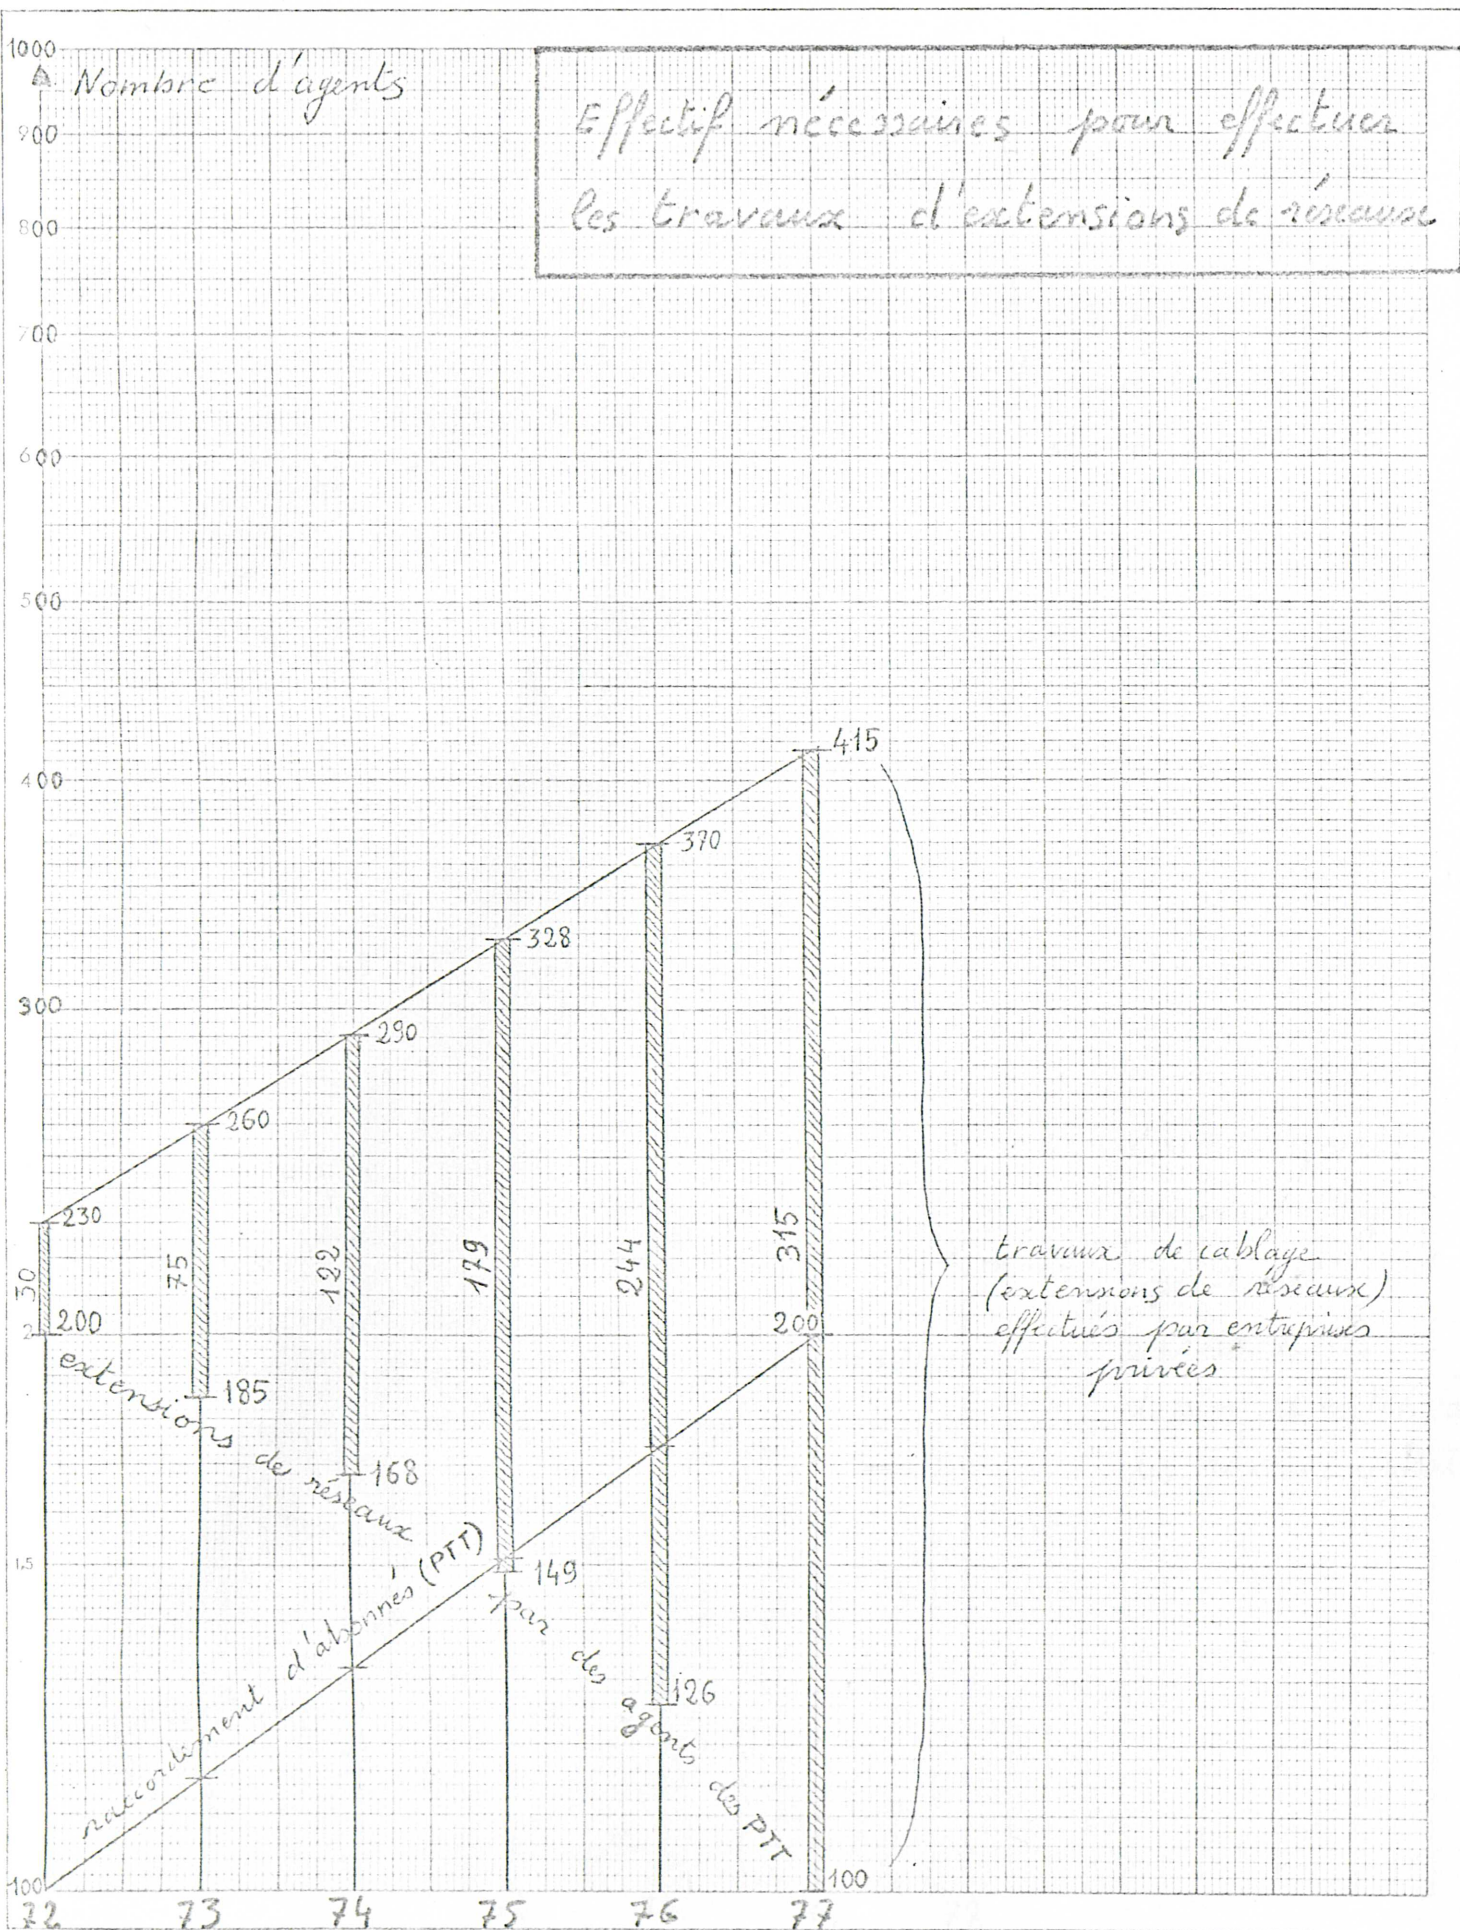 1000
Nombre d'agents
Effectif nécessaires pour effectuer
les travaux d'extensions de réseaux
900
800
700
600
500
415
400
370
328
300
290
260
230
30
75
122
179
244
315
200
200
2
travaux de cablage
(extensions de réseaux)
effectués par entreprises
privées
185
168
extensions de réseaux
1.5
149
par des agents des PTT
126
raccordement d'abonnés (PTT)
100
100
72 73 74 75 76 77